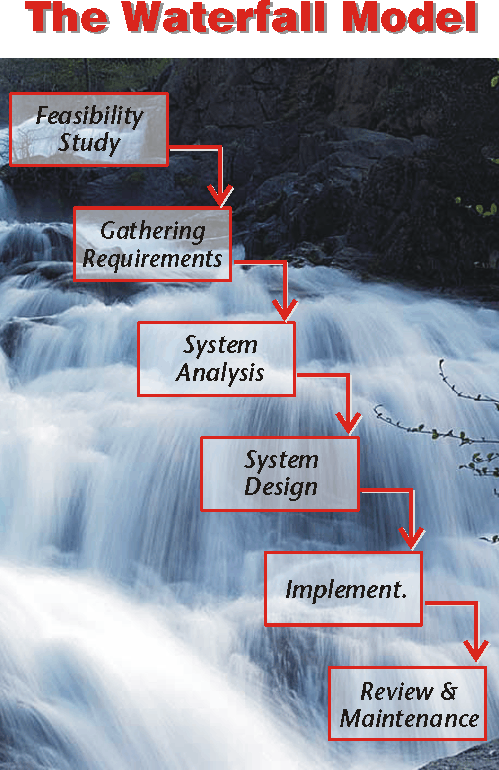 The Waterfall Model
Feasibility
Study
Gathering
Requirements
System
Analysis
System
Design
Implement.
Review &
Maintenance